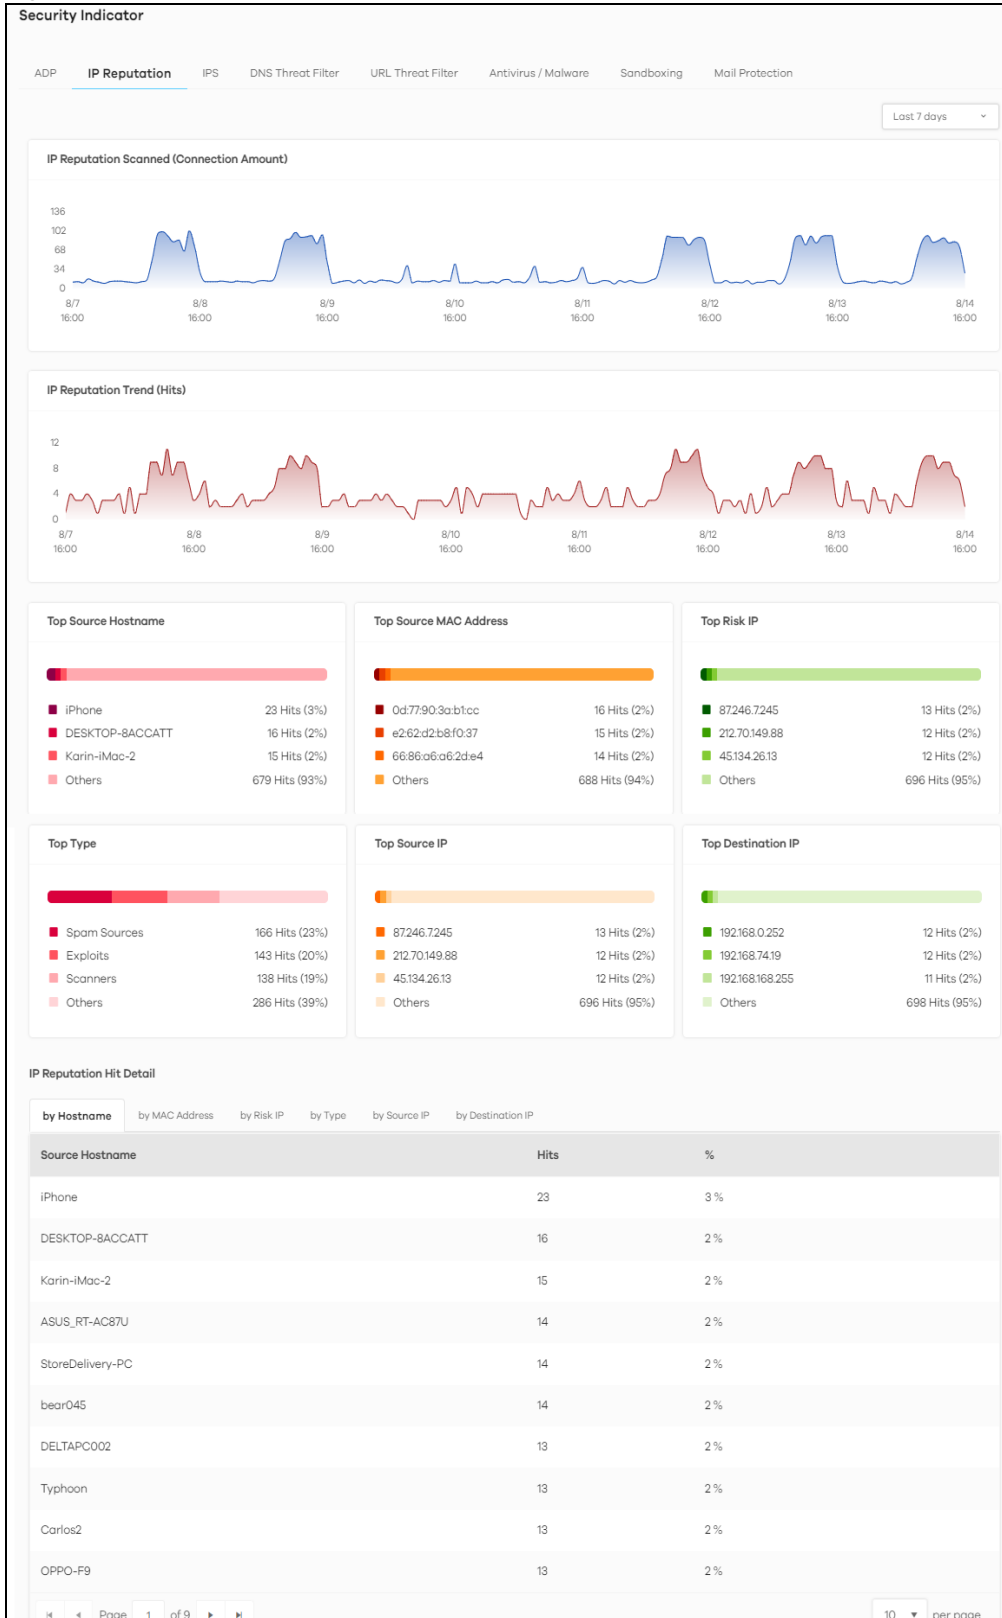 Security Indicator
ADP IP Reputation IPS DNS Threat Filter URL Threat Filter Antivirus / Malware Sandboxing Mail Protection
Last 7 days
IP Reputation Scanned (Connection Amount)
136
102
68
34
0
8/7 8/8 8/9 8/10 8/11 8/12 8/13 8/14
16:00 16:00 16:00 16:00 16:00 16:00 16:00 16:00
IP Reputation Trend (Hits)
12
8
4
0
8/7 8/8 8/9 8/10 8/11 8/12 8/13 8/14
16:00 16:00 16:00 16:00 16:00 16:00 16:00 16:00
Top Source Hostname
iPhone 23 Hits (3%)
DESKTOP-8ACCATT 16 Hits (2%)
Karin-iMac-2 15 Hits (2%)
Others 679 Hits (93%)
Top Source MAC Address
0d:77:90:3a:b1:cc 16 Hits (2%)
e2:62:d2:b8:f0:37 15 Hits (2%)
66:86:a6:a6:2d:e4 14 Hits (2%)
Others 688 Hits (94%)
Top Risk IP
87.246.7.245 13 Hits (2%)
212.70.149.88 12 Hits (2%)
45.134.26.13 12 Hits (2%)
Others 696 Hits (95%)
Top Type
Spam Sources 166 Hits (23%)
Exploits 143 Hits (20%)
Scanners 138 Hits (19%)
Others 286 Hits (39%)
Top Source IP
87.246.7.245 13 Hits (2%)
212.70.149.88 12 Hits (2%)
45.134.26.13 12 Hits (2%)
Others 696 Hits (95%)
Top Destination IP
192.168.0.252 12 Hits (2%)
192.168.74.19 12 Hits (2%)
192.168.168.255 11 Hits (2%)
Others 698 Hits (95%)
IP Reputation Hit Detail
by Hostname by MAC Address by Risk IP by Type by Source IP by Destination IP
Source Hostname Hits %
iPhone 23 3 %
DESKTOP-8ACCATT 16 2 %
Karin-iMac-2 15 2 %
ASUS_RT-AC87U 14 2 %
StoreDelivery-PC 14 2 %
bear045 14 2 %
DELTAPC002 13 2 %
Typhoon 13 2 %
Carlos2 13 2 %
OPPO-F9 13 2 %
Page 1 of 9 10 per page